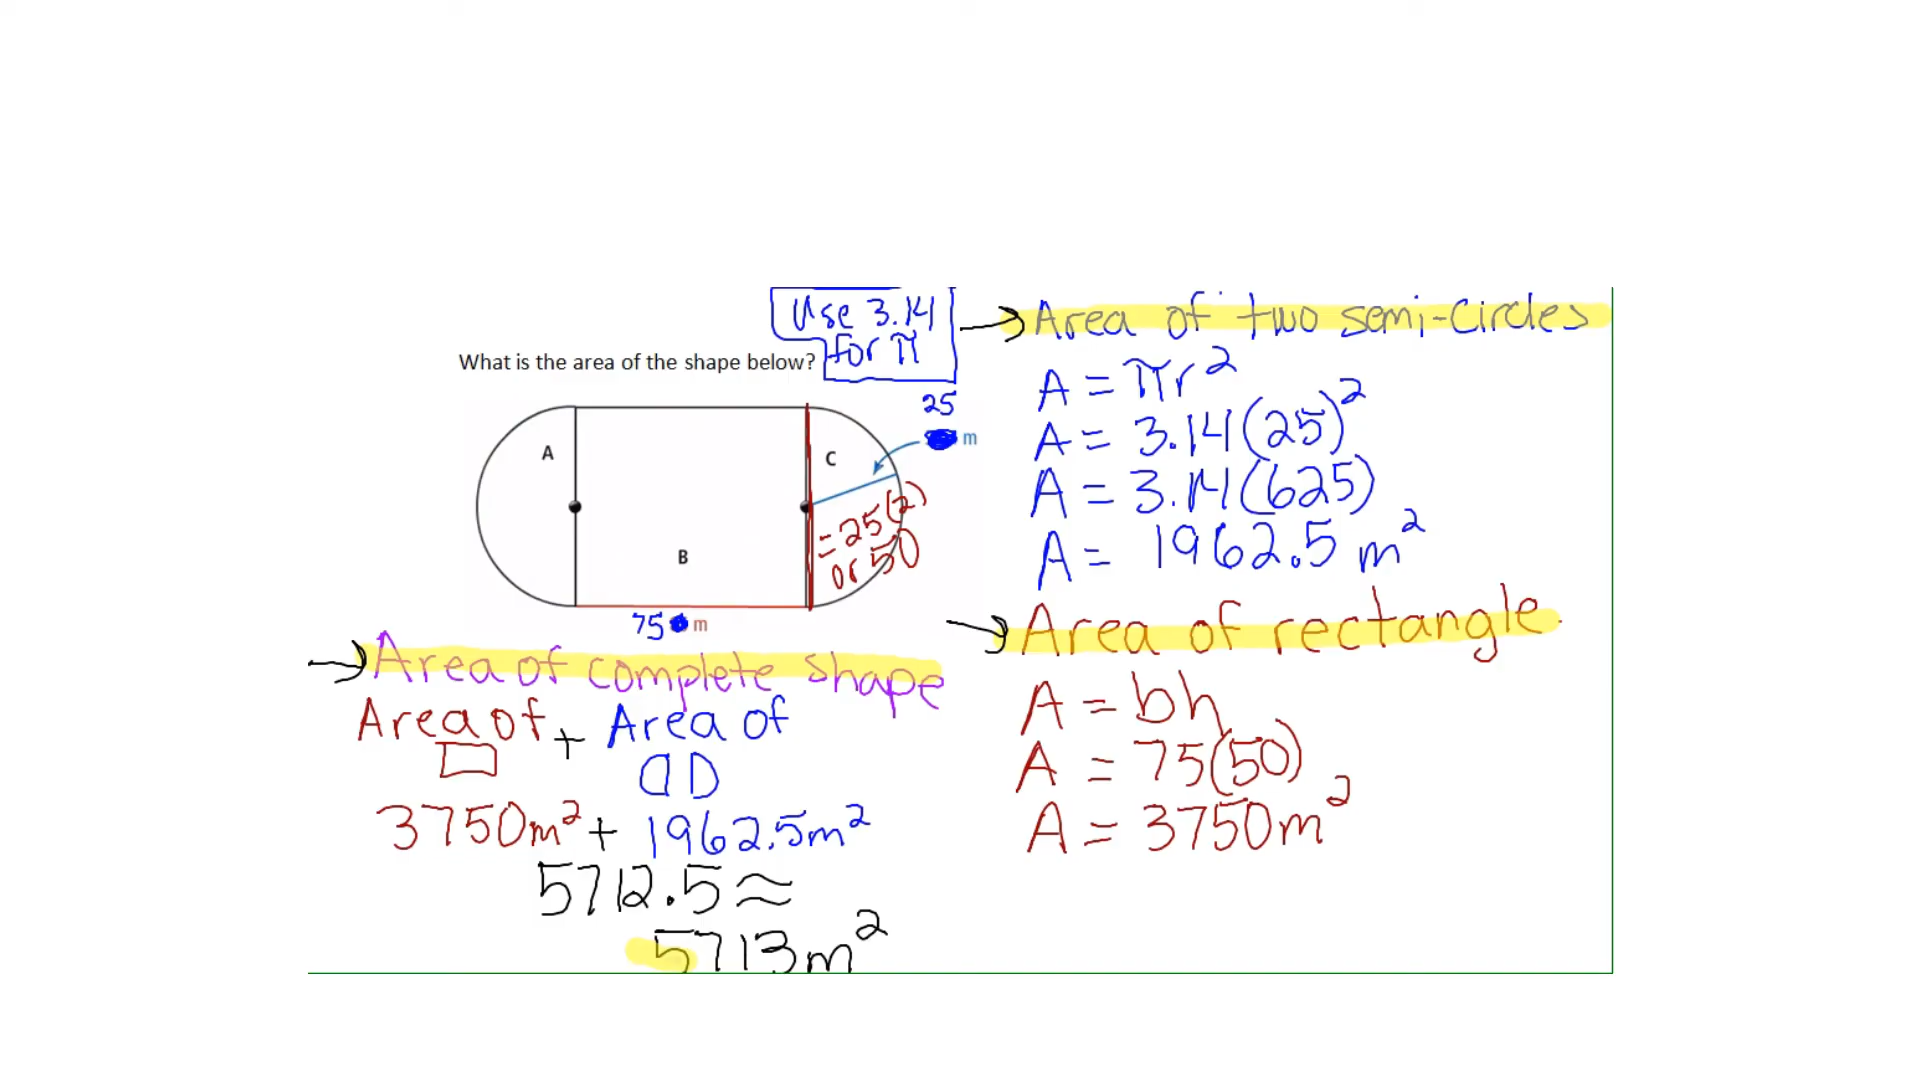 Use 3.14
for π
What is the area of the shape below?
25
m
A
C
B
= 25(2)
or 50
75 m
Area of two semi-circles
A = πr²
A = 3.14(25)²
A = 3.14(625)
A = 1962.5 m²
Area of rectangle
A = bh
A = 75(50)
A = 3750m²
Area of complete shape
Area of + Area of
3750m² + 1962.5m²
5712.5 ≈
5713m²